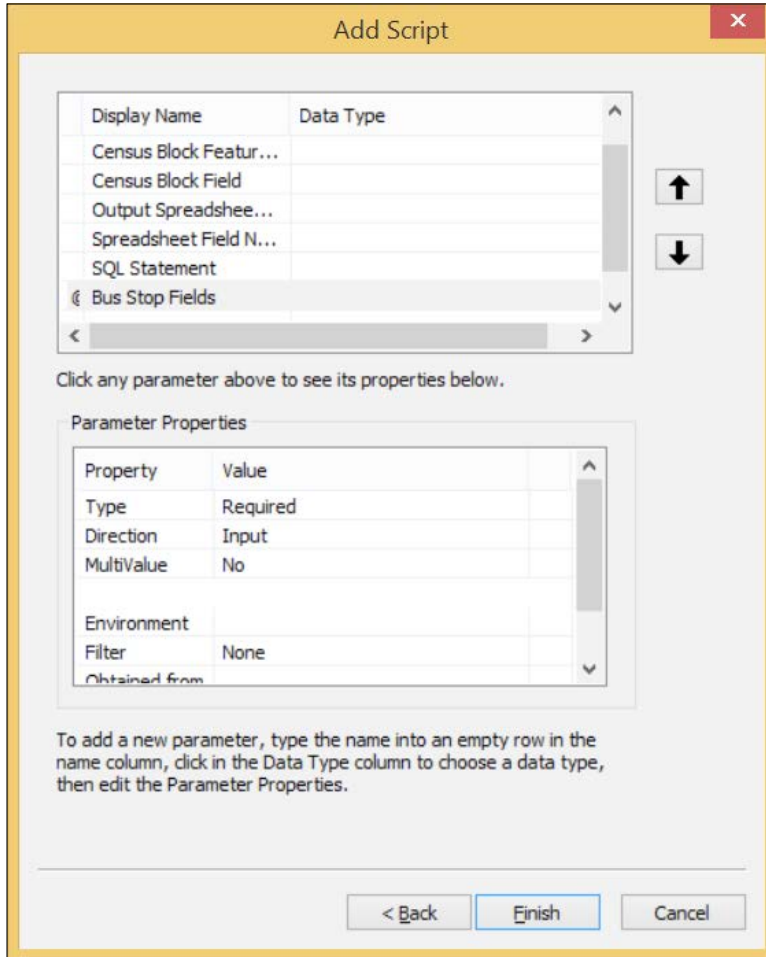 Add Script
Display Name Data Type
Census Block Featur...
Census Block Field
Output Spreadshee...
Spreadsheet Field N...
SQL Statement
Bus Stop Fields
Click any parameter above to see its properties below.
Parameter Properties
Property Value
Type Required
Direction Input
MultiValue No
Environment
Filter None
Obtained from
To add a new parameter, type the name into an empty row in the
name column, click in the Data Type column to choose a data type,
then edit the Parameter Properties.
< Back Finish Cancel